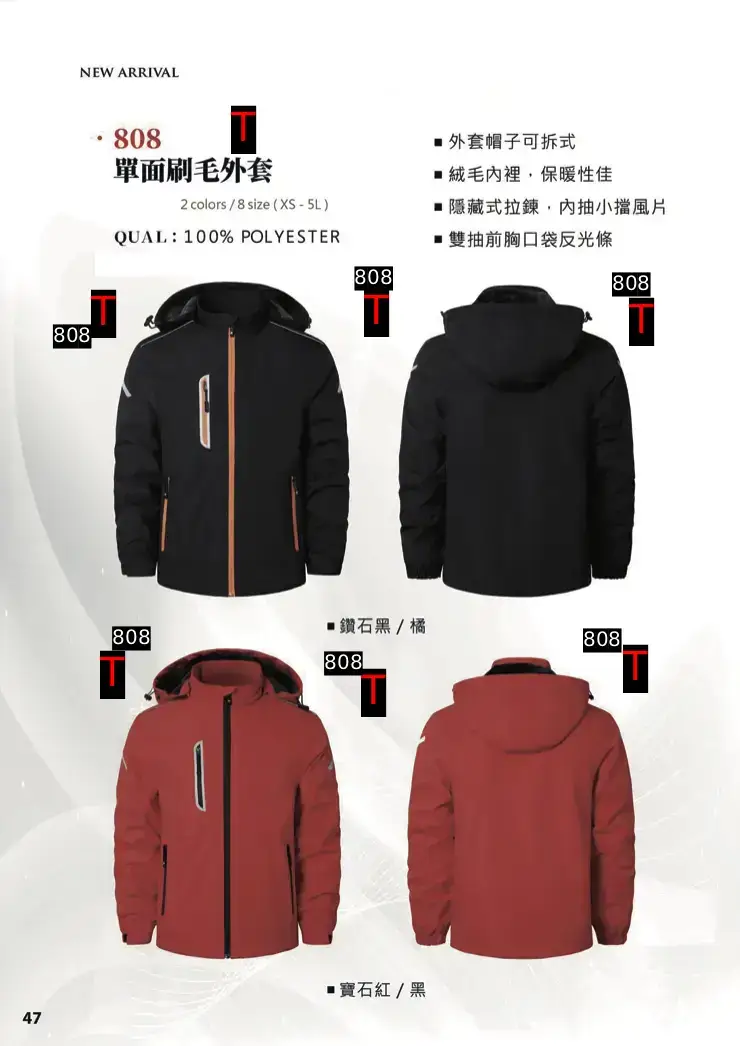 NEW ARRIVAL
808
T
單面刷毛外套
2 colors / 8 size ( XS - 5L )
QUAL：100% POLYESTER
■ 外套帽子可拆式
■ 絨毛內裡，保暖性佳
■ 隱藏式拉鍊，內抽小擋風片
■ 雙抽前胸口袋反光條
808
T
808
T
808
T
■ 鑽石黑 / 橘
808
T
808
T
808
T
■ 寶石紅 / 黑
47